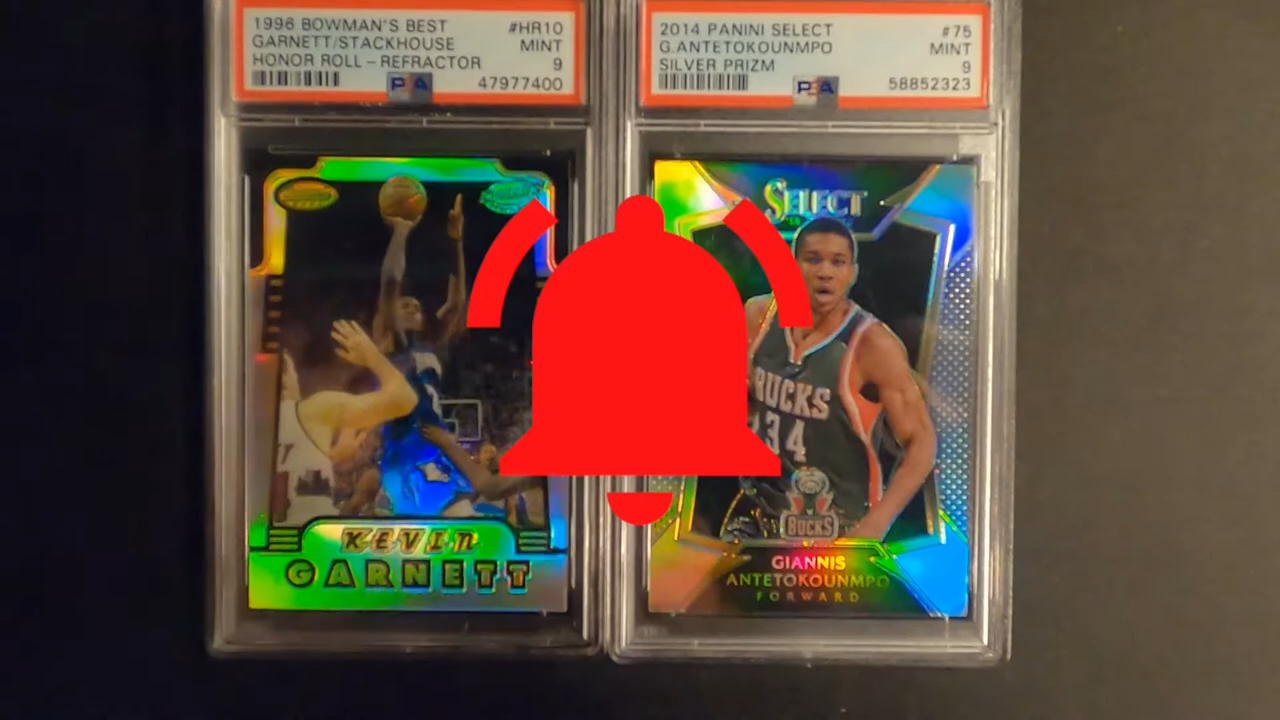 1996 BOWMAN'S BEST #HR10
GARNETT/STACKHOUSE MINT
HONOR ROLL - REFRACTOR 9
PSA 47977400
2014 PANINI SELECT #75
G.ANTETOKOUNMPO MINT
SILVER PRIZM 9
PSA 58852323
KEVIN
GARNETT
SELECT
BUCKS
34
BUCKS
GIANNIS
ANTETOKOUNMPO
FORWARD